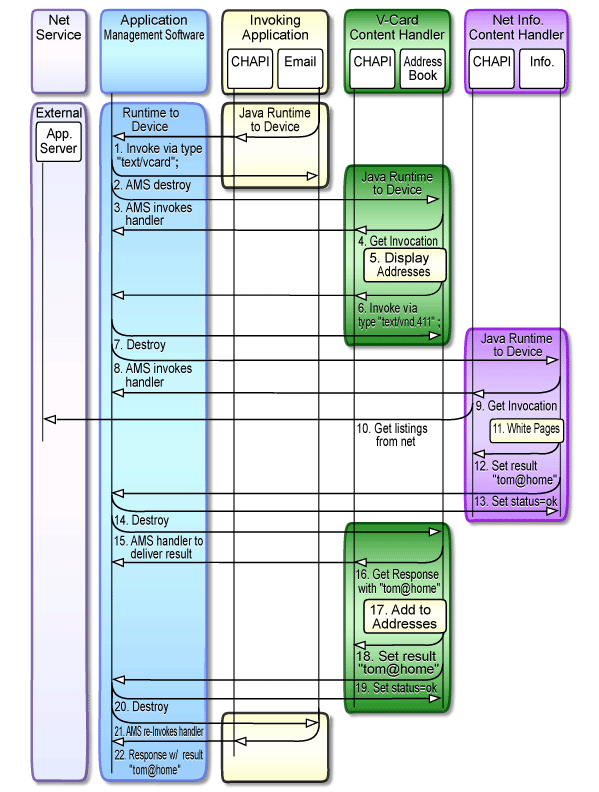 Net
Service
Application
Management Software
Invoking
Application
CHAPI
Email
V-Card
Content Handler
CHAPI
Address
Book
Net Info.
Content Handler
CHAPI
Info.
External
App.
Server
Runtime to
Device
Java Runtime
to Device
1. Invoke via type
"text/vcard";
2. AMS destroy
Java Runtime
to Device
3. AMS invokes
handler
4. Get Invocation
5. Display
Addresses
6. Invoke via
type "text/vnd.411" ;
7. Destroy
Java Runtime
to Device
8. AMS invokes
handler
9. Get Invocation
10. Get listings
from net
11. White Pages
12. Set result
"tom@home"
13. Set status=ok
14. Destroy
15. AMS handler to
deliver result
16. Get Response
with "tom@home"
17. Add to
Addresses
18. Set result
"tom@home"
19. Set status=ok
20. Destroy
21. AMS re-Invokes handler
22. Response w/ result
"tom@home"